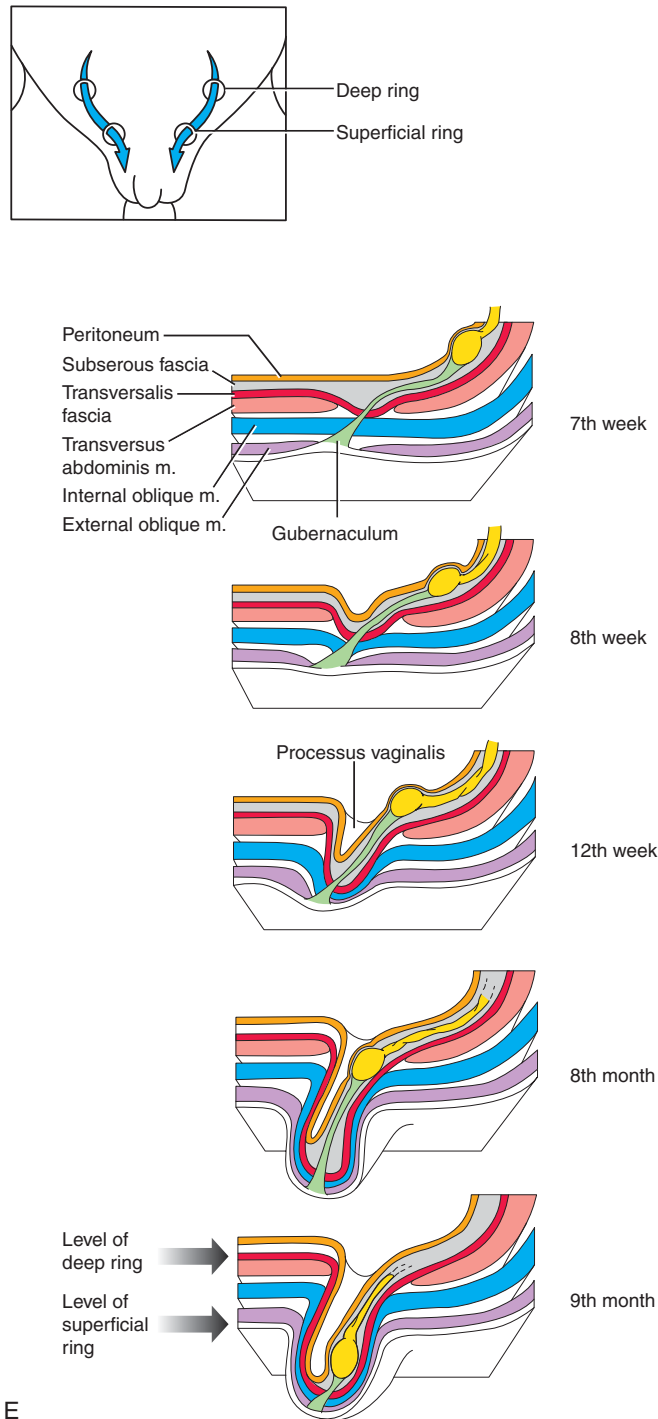 Deep ring
Superficial ring
Peritoneum
Subserous fascia
Transversalis
fascia
Transversus
abdominis m.
Internal oblique m.
External oblique m.
Gubernaculum
7th week
8th week
Processus vaginalis
12th week
8th month
Level of
deep ring
Level of
superficial
ring
9th month
E